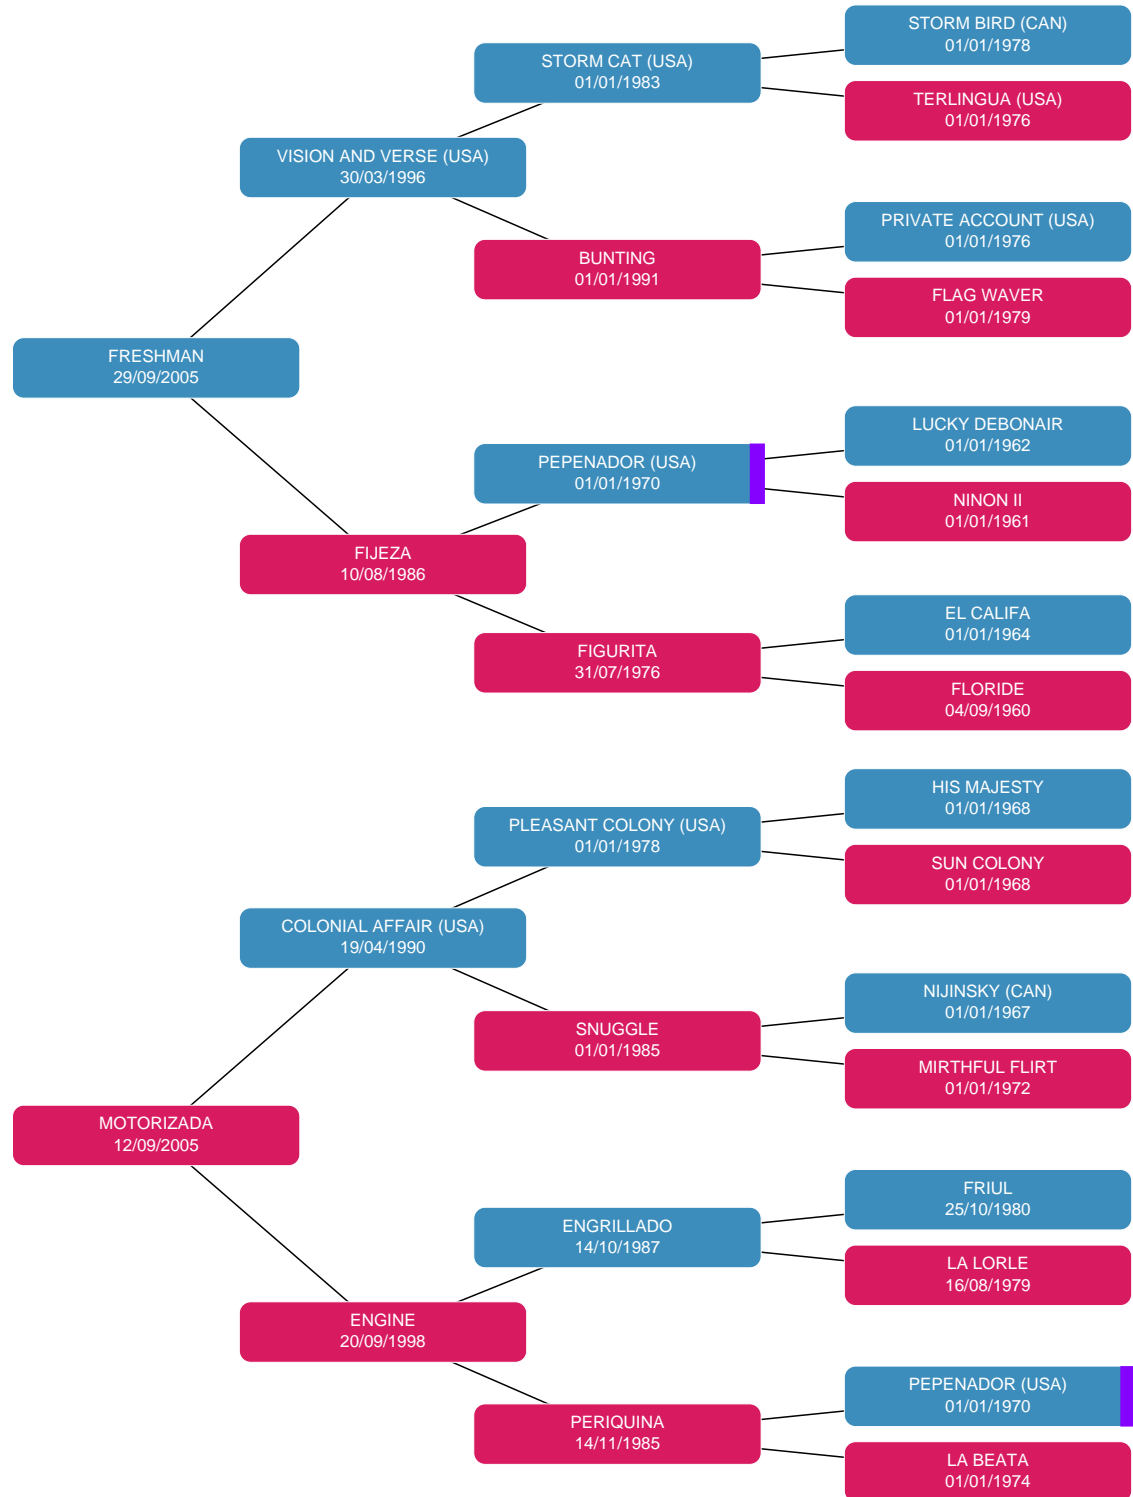 STORM BIRD (CAN)
01/01/1978
STORM CAT (USA)
01/01/1983
TERLINGUA (USA)
01/01/1976
VISION AND VERSE (USA)
30/03/1996
PRIVATE ACCOUNT (USA)
01/01/1976
BUNTING
01/01/1991
FLAG WAVER
01/01/1979
FRESHMAN
29/09/2005
LUCKY DEBONAIR
01/01/1962
PEPENADOR (USA)
01/01/1970
NINON II
01/01/1961
FIJEZA
10/08/1986
EL CALIFA
01/01/1964
FIGURITA
31/07/1976
FLORIDE
04/09/1960
HIS MAJESTY
01/01/1968
PLEASANT COLONY (USA)
01/01/1978
SUN COLONY
01/01/1968
COLONIAL AFFAIR (USA)
19/04/1990
NIJINSKY (CAN)
01/01/1967
SNUGGLE
01/01/1985
MIRTHFUL FLIRT
01/01/1972
MOTORIZADA
12/09/2005
FRIUL
25/10/1980
ENGRILLADO
14/10/1987
LA LORLE
16/08/1979
ENGINE
20/09/1998
PEPENADOR (USA)
01/01/1970
PERIQUINA
14/11/1985
LA BEATA
01/01/1974